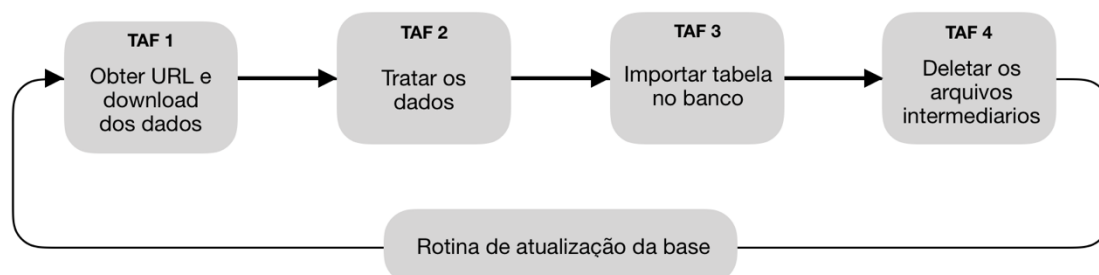 TAF 1
Obter URL e
download
dos dados
TAF 2
Tratar os
dados
TAF 3
Importar tabela
no banco
TAF 4
Deletar os
arquivos
intermediarios
Rotina de atualização da base